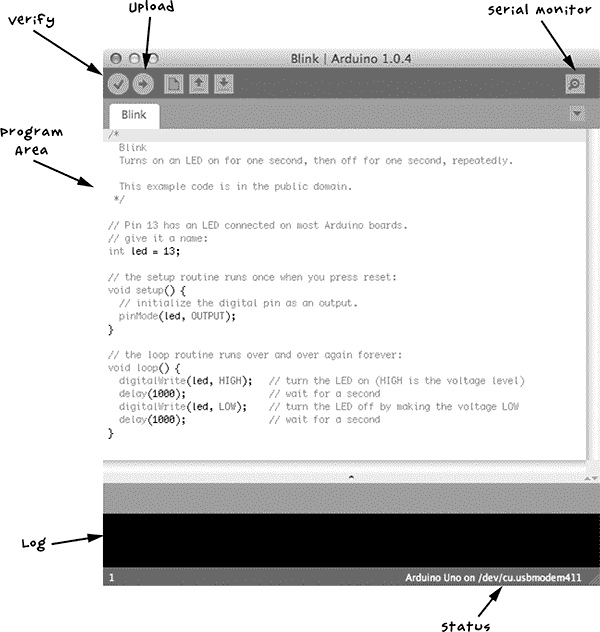 Verify
Upload
Serial Monitor
Blink | Arduino 1.0.4
Blink
Program
Area
/*
  Blink
  Turns on an LED on for one second, then off for one second, repeatedly.

  This example code is in the public domain.
 */

// Pin 13 has an LED connected on most Arduino boards.
// give it a name:
int led = 13;

// the setup routine runs once when you press reset:
void setup() {
  // initialize the digital pin as an output.
  pinMode(led, OUTPUT);
}

// the loop routine runs over and over again forever:
void loop() {
  digitalWrite(led, HIGH);   // turn the LED on (HIGH is the voltage level)
  delay(1000);               // wait for a second
  digitalWrite(led, LOW);    // turn the LED off by making the voltage LOW
  delay(1000);               // wait for a second
}
Log
1
Arduino Uno on /dev/cu.usbmodem411
Status